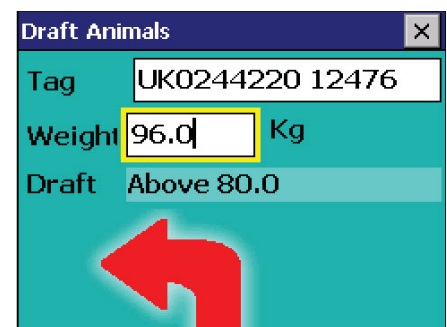 Draft Animals
Tag UK0244220 12476
Weight 96.0 Kg
Draft Above 80.0